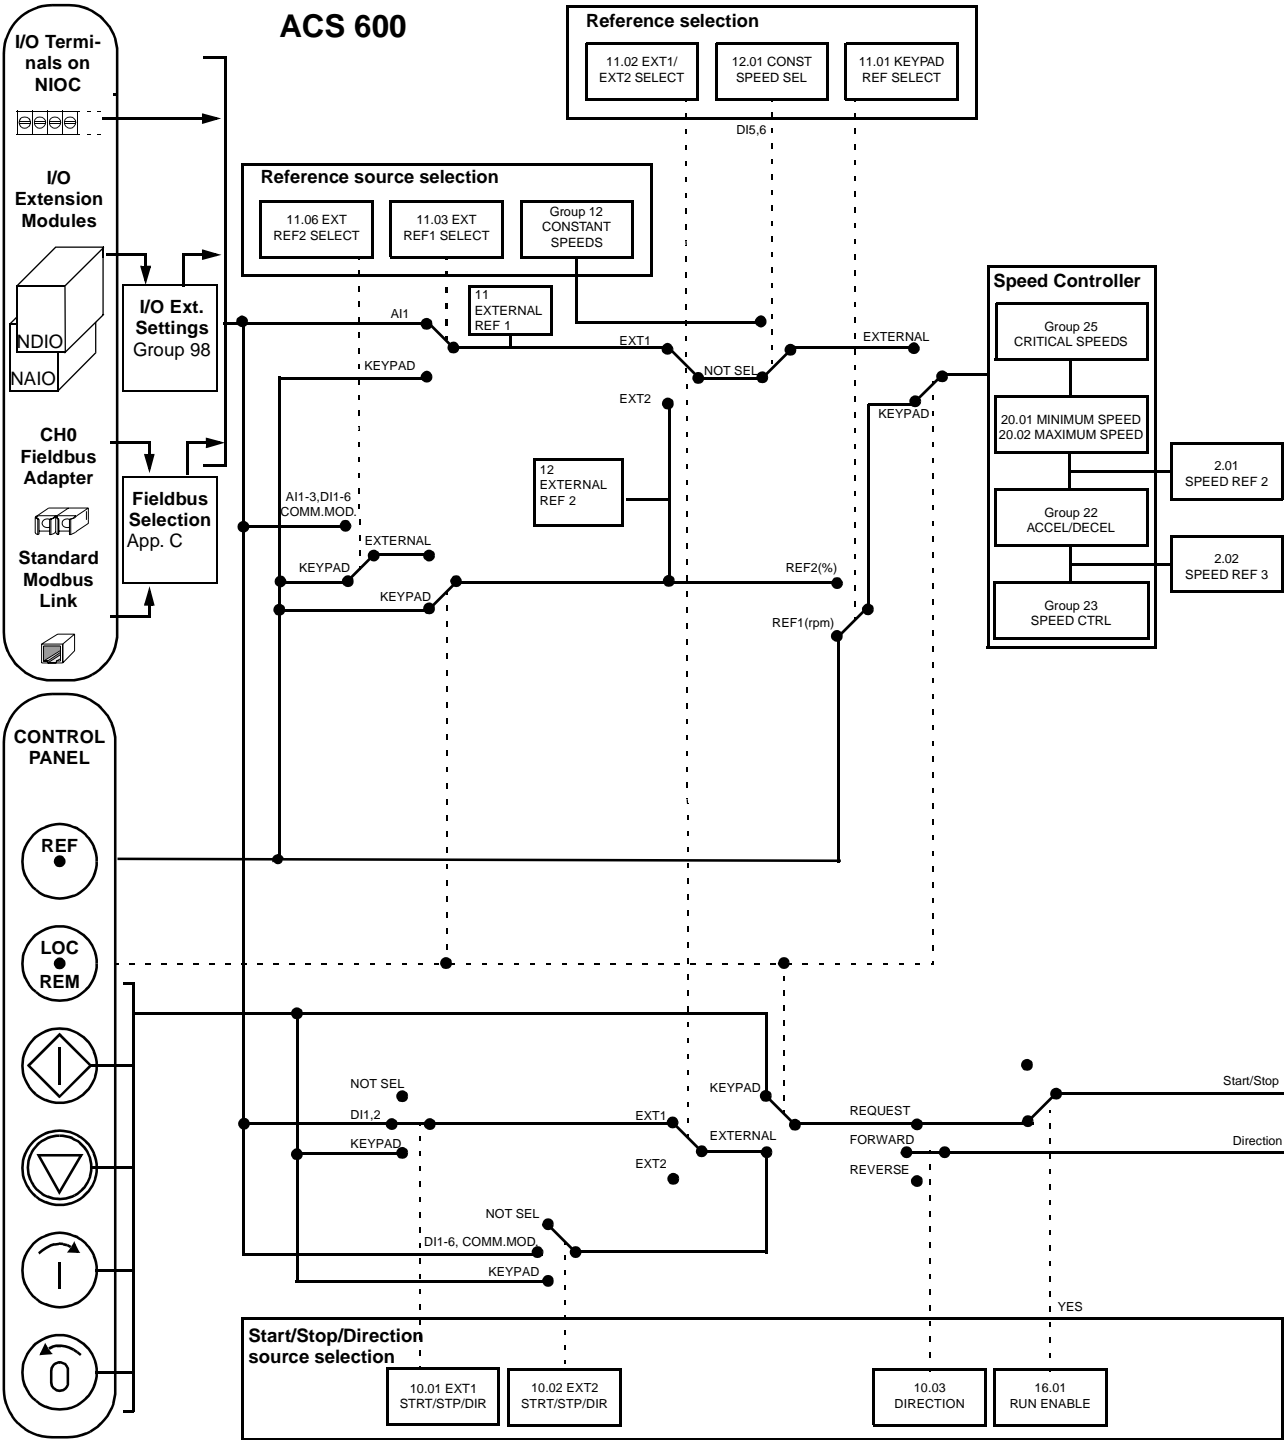 ACS 600
I/O Termi-
nals on
NIOC
I/O
Extension
Modules
NDIO
NAIO
I/O Ext.
Settings
Group 98
CH0
Fieldbus
Adapter
Fieldbus
Selection
App. C
Standard
Modbus
Link
Reference selection
11.02 EXT1/
EXT2 SELECT
12.01 CONST
SPEED SEL
11.01 KEYPAD
REF SELECT
DI5,6
Reference source selection
11.06 EXT
REF2 SELECT
11.03 EXT
REF1 SELECT
Group 12
CONSTANT
SPEEDS
AI1
11
EXTERNAL
REF 1
KEYPAD
EXT1
NOT SEL
EXT2
EXTERNAL
KEYPAD
12
EXTERNAL
REF 2
AI1-3,DI1-6
COMM.MOD.
EXTERNAL
KEYPAD
KEYPAD
REF2(%)
REF1(rpm)
Speed Controller
Group 25
CRITICAL SPEEDS
20.01 MINIMUM SPEED
20.02 MAXIMUM SPEED
2.01
SPEED REF 2
Group 22
ACCEL/DECEL
2.02
SPEED REF 3
Group 23
SPEED CTRL
CONTROL
PANEL
REF
LOC
REM
NOT SEL
DI1,2
KEYPAD
EXT1
EXT2
KEYPAD
EXTERNAL
REQUEST
FORWARD
REVERSE
Start/Stop
Direction
NOT SEL
DI1-6, COMM.MOD.
KEYPAD
YES
Start/Stop/Direction
source selection
10.01 EXT1
STRT/STP/DIR
10.02 EXT2
STRT/STP/DIR
10.03
DIRECTION
16.01
RUN ENABLE